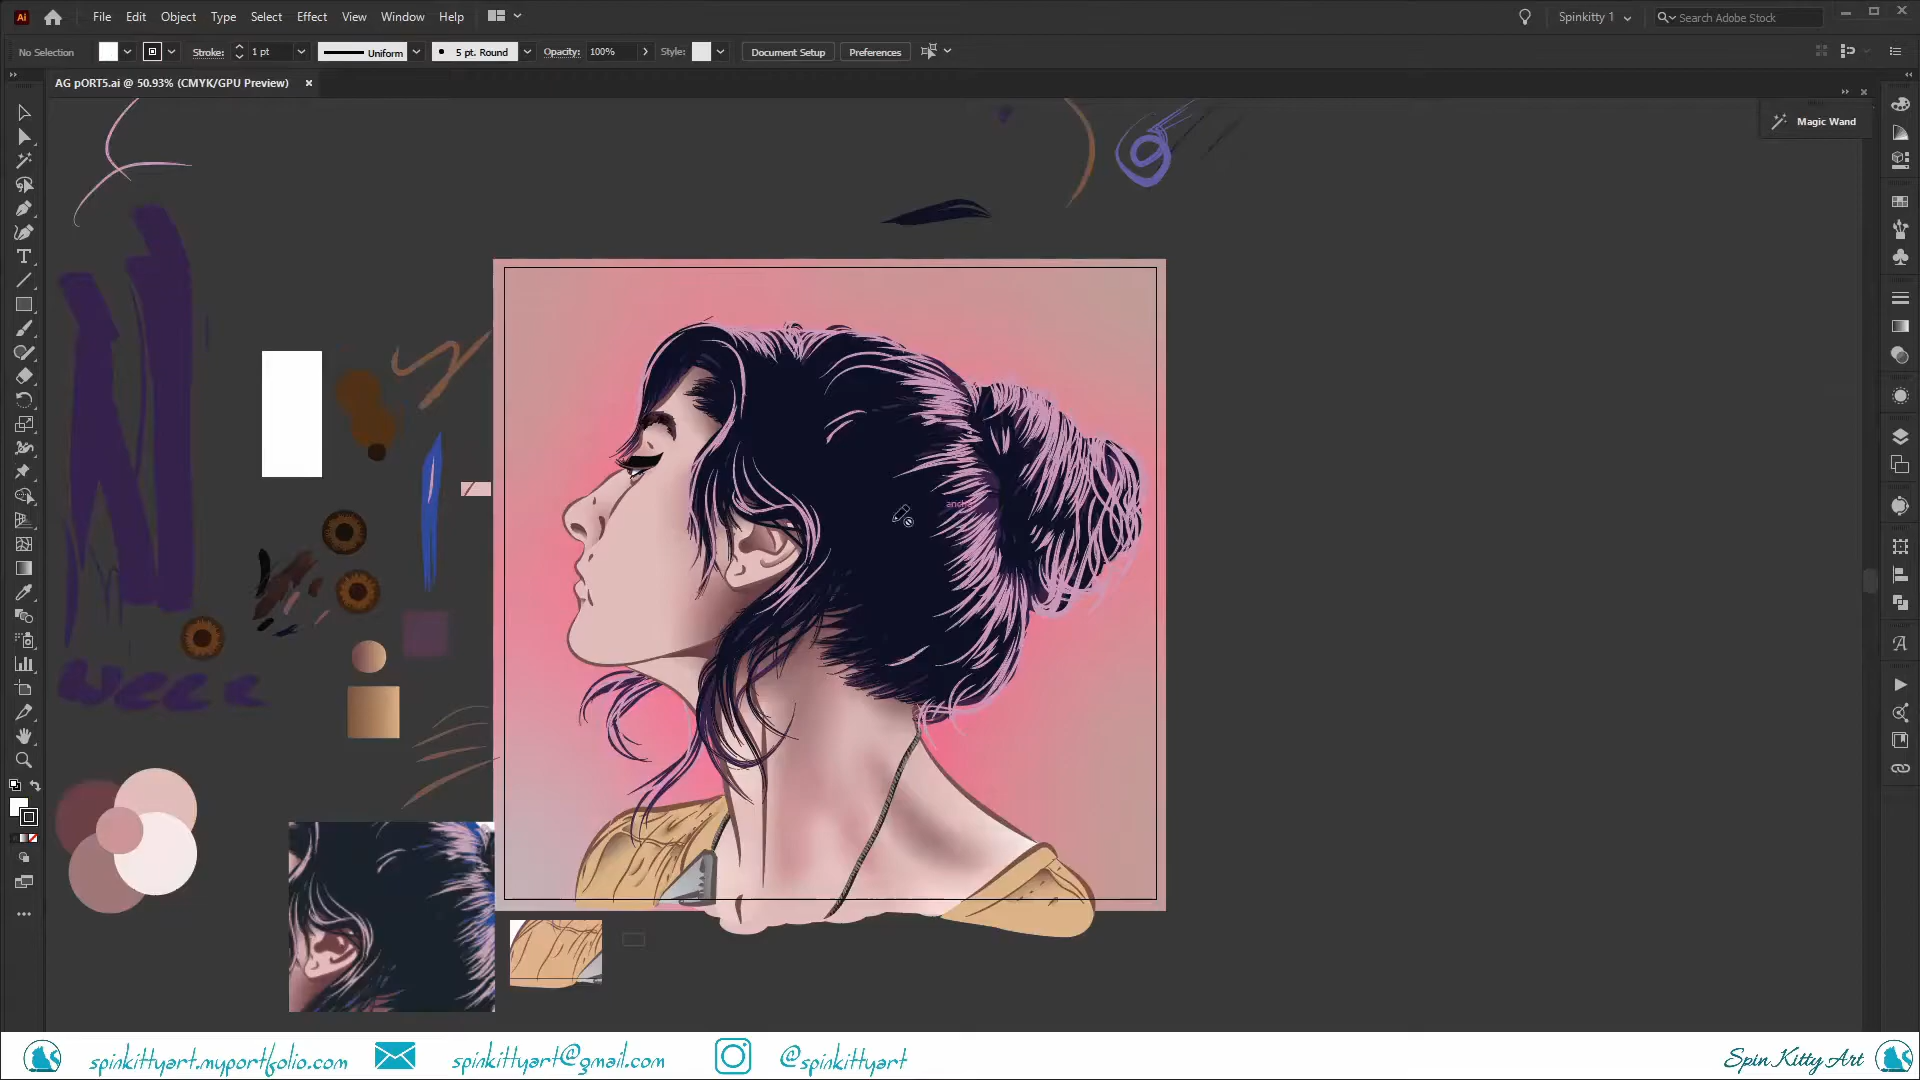 Ai File Edit Object Type Select Effect View Window Help Spinkitty 1 Search Adobe Stock
No Selection Stroke: 1 pt Uniform 5 pt. Round Opacity: 100% Style: Document Setup Preferences
AG pORT5.ai @ 50.93% (CMYK/GPU Preview)
Magic Wand
week
spinkittyart.myportfolio.com spinkittyart@gmail.com @spinkittyart Spin Kitty Art